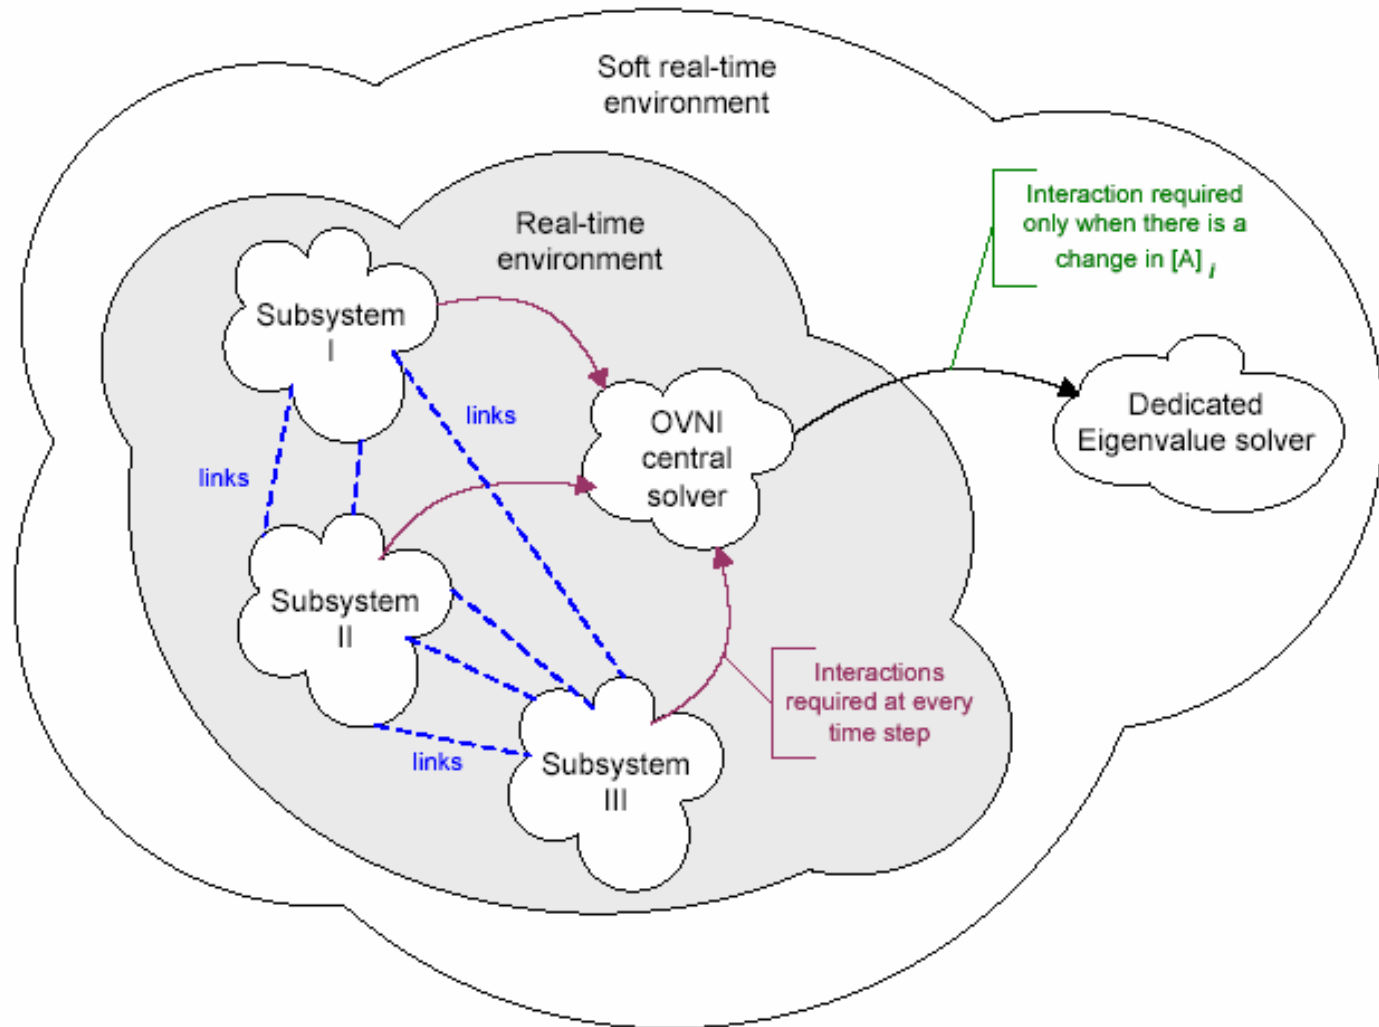 Soft real-time
environment
Interaction required
only when there is a
change in [A] i
Real-time
environment
Subsystem
I
links
OVNI
central
solver
Dedicated
Eigenvalue solver
links
Subsystem
II
Interactions
required at every
time step
links
Subsystem
III